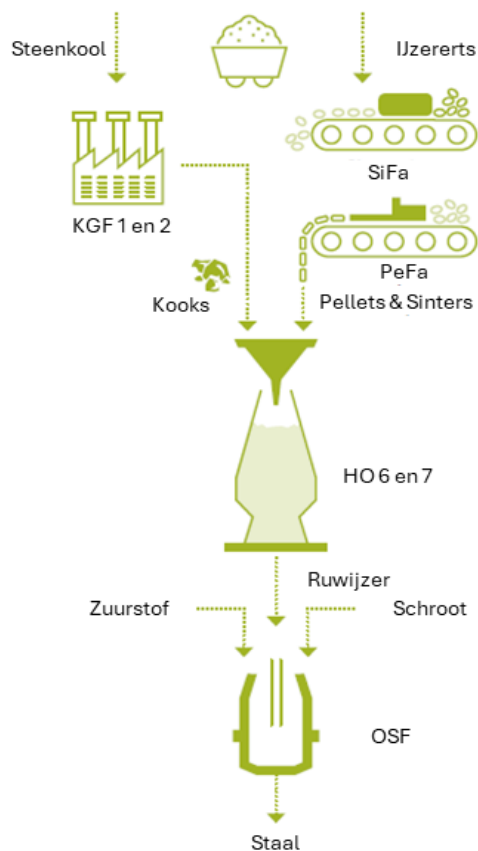 Steenkool
IJzererts
SiFa
KGF 1 en 2
PeFa
Kooks
Pellets & Sinters
HO 6 en 7
Ruwijzer
Zuurstof
Schroot
OSF
Staal